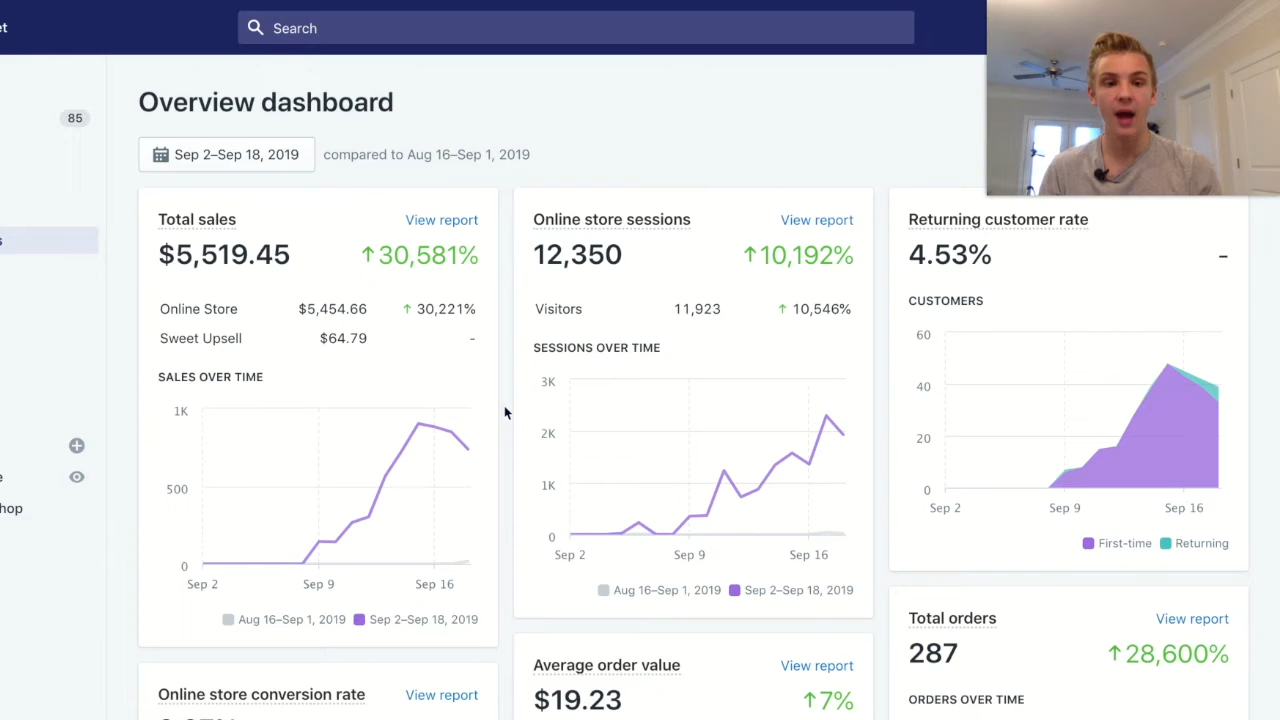 et
Search
85
s
e
hop
Overview dashboard
Sep 2–Sep 18, 2019 compared to Aug 16–Sep 1, 2019
Total sales View report
$5,519.45 ↑30,581%
Online Store $5,454.66 ↑ 30,221%
Sweet Upsell $64.79 -
SALES OVER TIME
1K
500
0
Sep 2 Sep 9 Sep 16
Aug 16–Sep 1, 2019 Sep 2–Sep 18, 2019
Online store conversion rate View report
Online store sessions View report
12,350 ↑10,192%
Visitors 11,923 ↑ 10,546%
SESSIONS OVER TIME
3K
2K
1K
0
Sep 2 Sep 9 Sep 16
Aug 16–Sep 1, 2019 Sep 2–Sep 18, 2019
Average order value View report
$19.23 ↑7%
Returning customer rate
4.53% -
CUSTOMERS
60
40
20
0
Sep 2 Sep 9 Sep 16
First-time Returning
Total orders View report
287 ↑28,600%
ORDERS OVER TIME